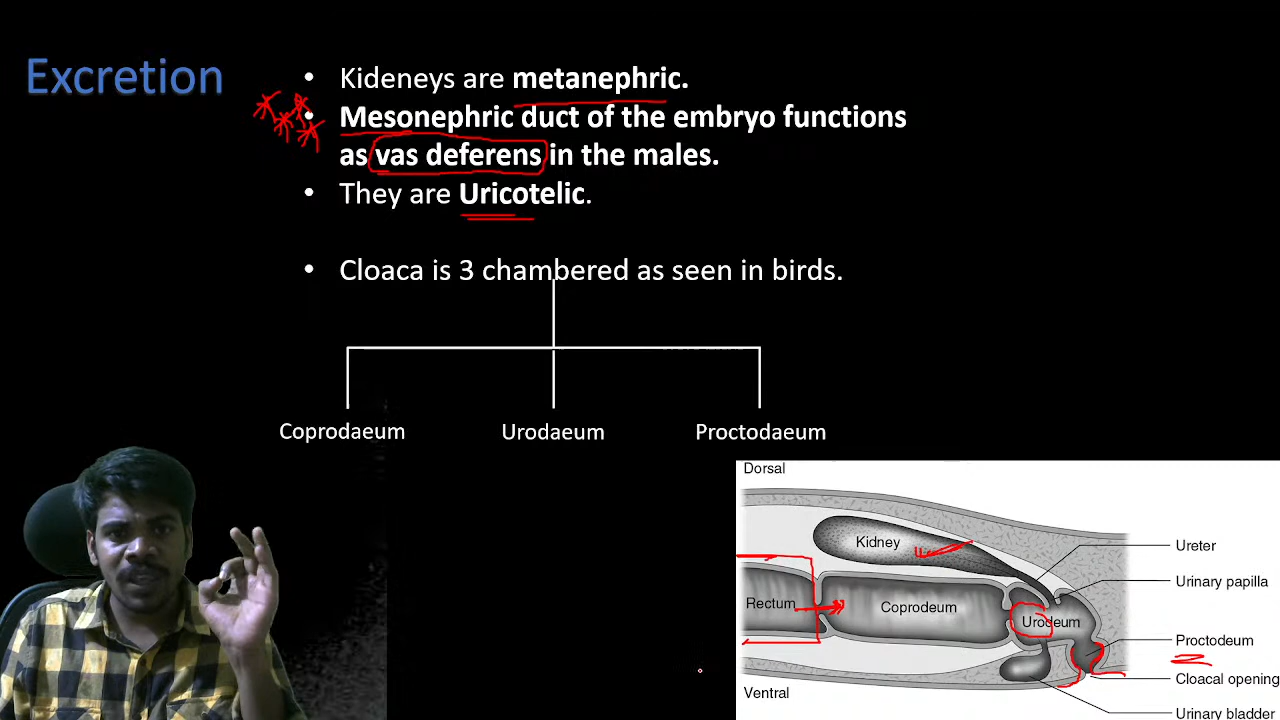 Excretion
• Kideneys are metanephric.
• Mesonephric duct of the embryo functions
as vas deferens in the males.
• They are Uricotelic.
• Cloaca is 3 chambered as seen in birds.
Coprodaeum
Urodaeum
Proctodaeum
Dorsal
Kidney
Ureter
Urinary papilla
Rectum
Coprodeum
Urodeum
Proctodeum
Cloacal opening
Ventral
Urinary bladder